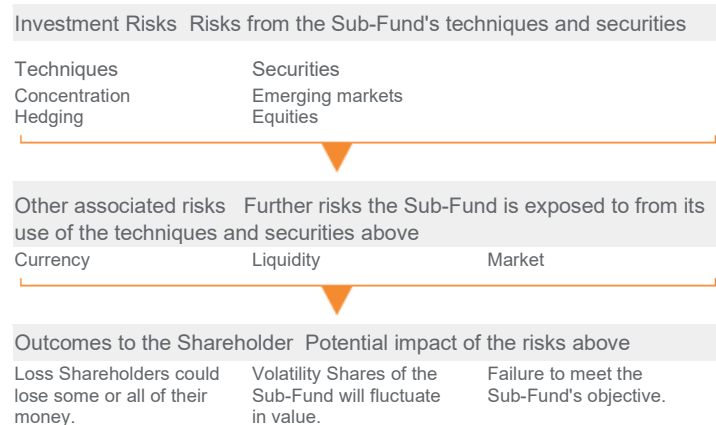 Investment Risks Risks from the Sub-Fund's techniques and securities
Techniques Securities
Concentration Emerging markets
Hedging Equities
Other associated risks Further risks the Sub-Fund is exposed to from its
use of the techniques and securities above
Currency Liquidity Market
Outcomes to the Shareholder Potential impact of the risks above
Loss Shareholders could Volatility Shares of the Failure to meet the
lose some or all of their Sub-Fund will fluctuate Sub-Fund's objective.
money. in value.